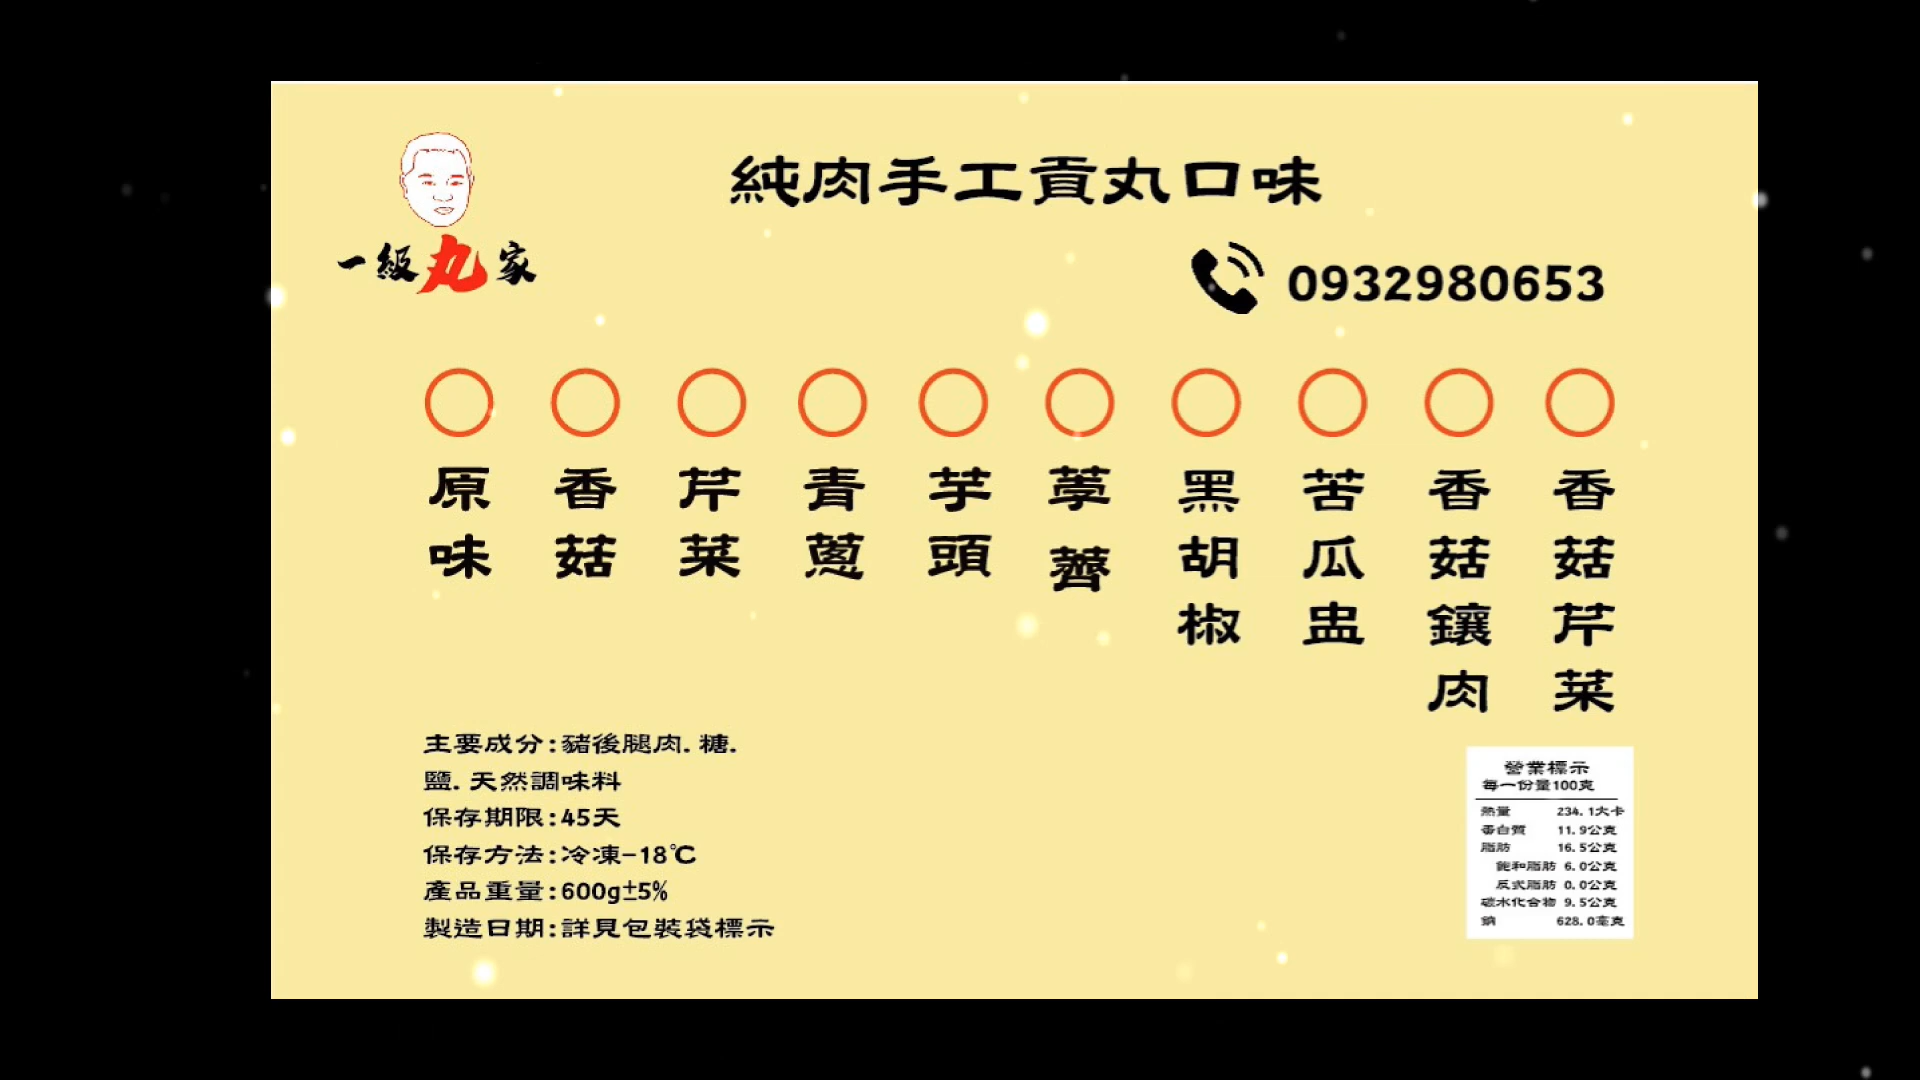 純肉手工貢丸口味
一級丸家
0932980653
原味
香菇
芹菜
青蔥
芋頭
荸薺
黑胡椒
苦瓜盅
香菇鑲肉
香菇芹菜
主要成分:豬後腿肉.糖.
鹽.天然調味料
保存期限:45天
保存方法:冷凍-18℃
產品重量:600g±5%
製造日期:詳見包裝袋標示
營業標示
每一份量100克
熱量 234.1大卡
蛋白質 11.9公克
脂肪 16.5公克
飽和脂肪 6.0公克
反式脂肪 0.0公克
碳水化合物 9.5公克
鈉 628.0毫克